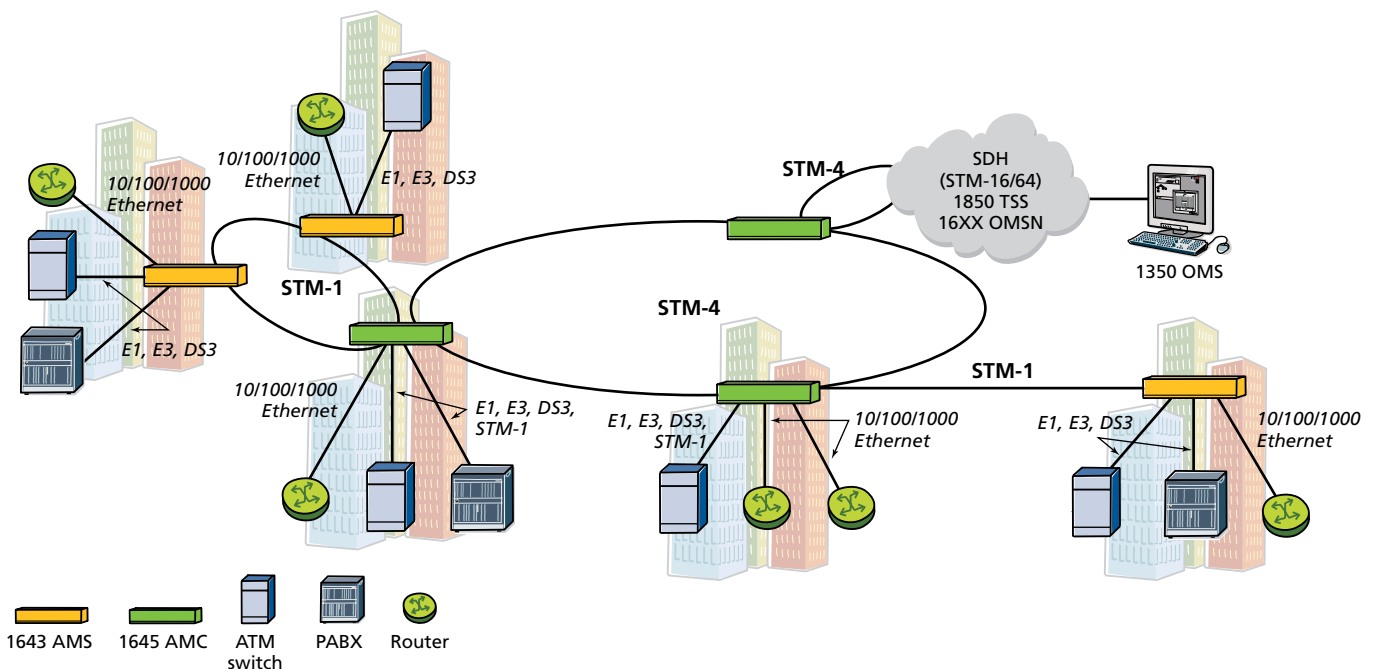 10/100/1000
Ethernet
E1, E3, DS3
STM-4
SDH
(STM-16/64)
1850 TSS
16XX OMSN
1350 OMS
10/100/1000
Ethernet
E1, E3, DS3
STM-1
STM-4
10/100/1000
Ethernet
E1, E3, DS3,
STM-1
E1, E3, DS3,
STM-1
10/100/1000
Ethernet
STM-1
E1, E3, DS3
10/100/1000
Ethernet
1643 AMS
1645 AMC
ATM
switch
PABX
Router